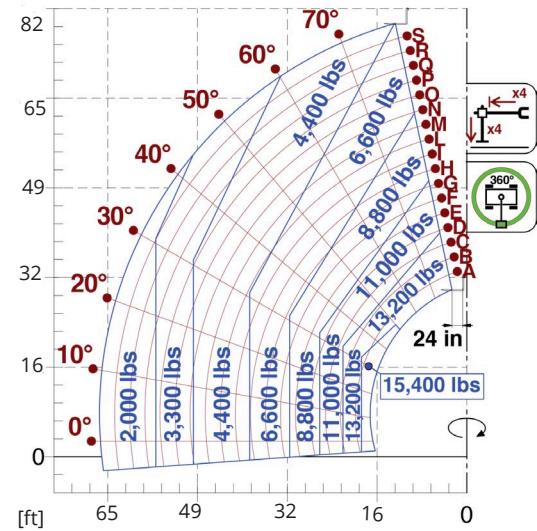 82
65
49
32
16
0
[ft]
65
49
32
16
0
0°
10°
20°
30°
40°
50°
60°
70°
S
R
Q
P
O
N
M
L
T
H
G
F
E
D
C
B
A
4,400 lbs
6,600 lbs
8,800 lbs
11,000 lbs
13,200 lbs
2,000 lbs
3,300 lbs
4,400 lbs
6,600 lbs
8,800 lbs
11,000 lbs
13,200 lbs
15,400 lbs
24 in
x4
x4
360°